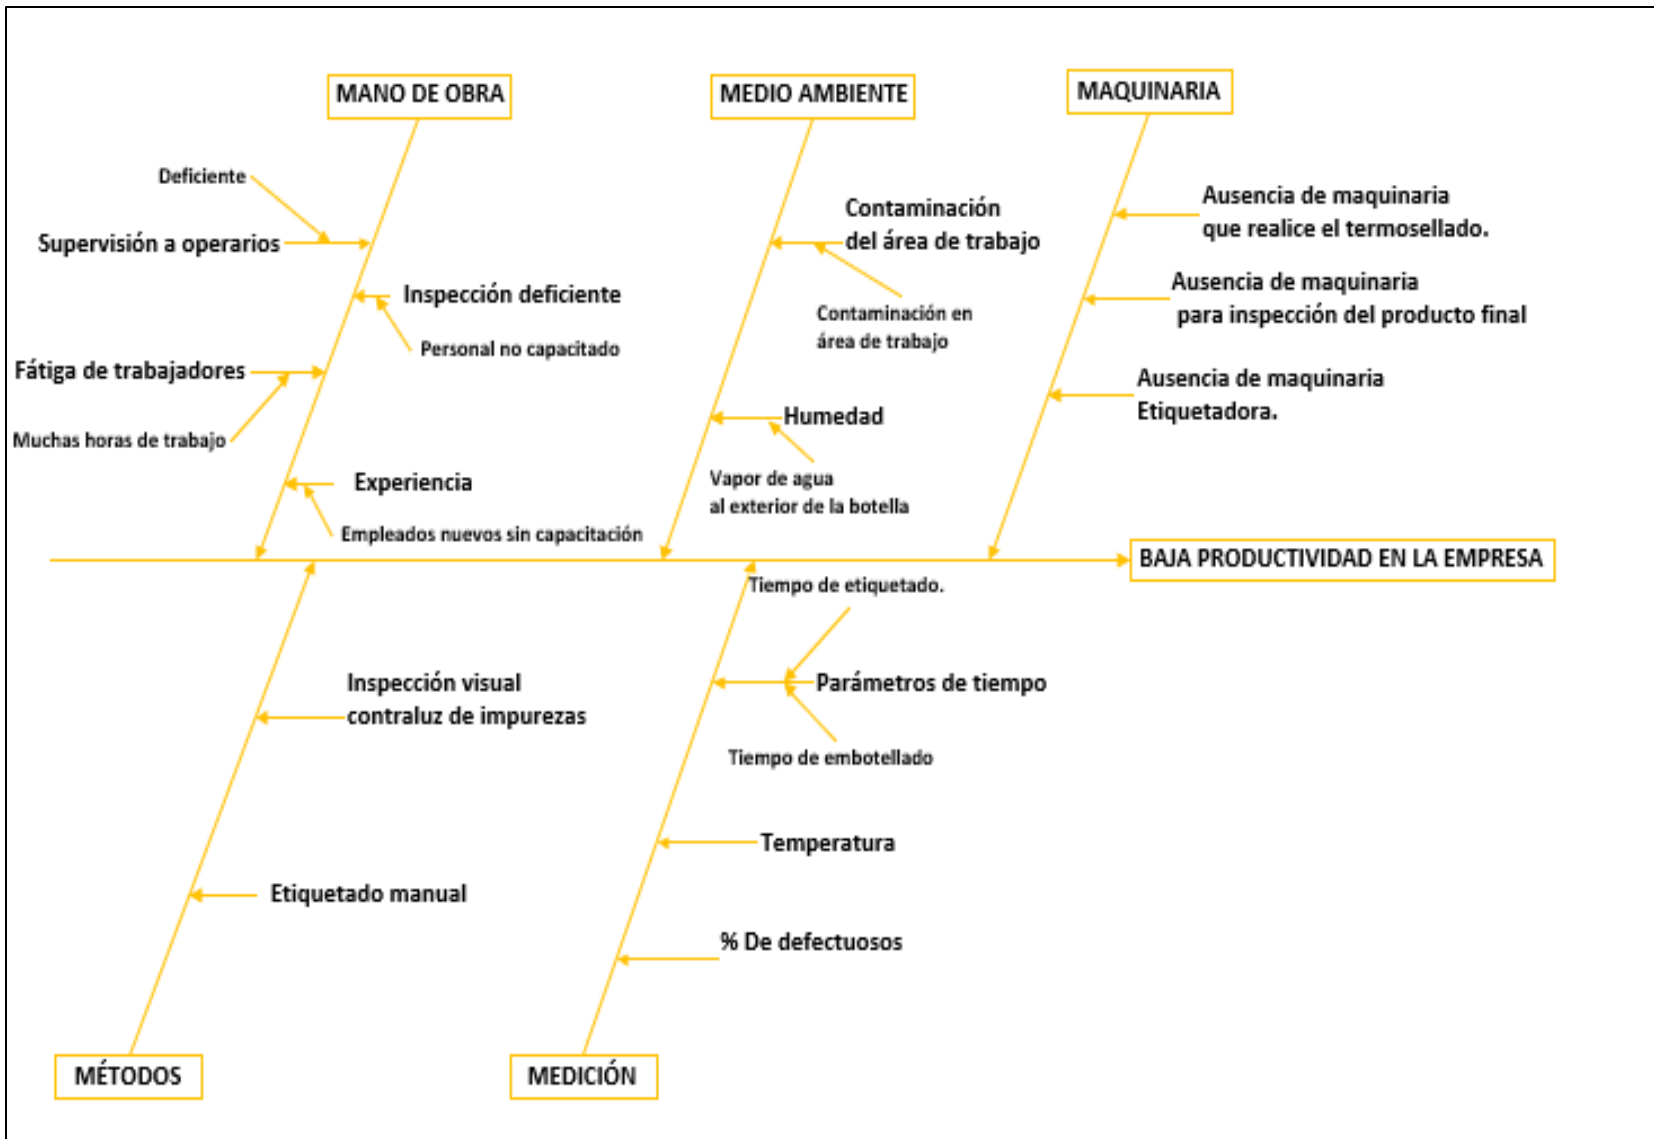 MANO DE OBRA
MEDIO AMBIENTE
MAQUINARIA
Deficiente
Supervisión a operarios
Inspección deficiente
Personal no capacitado
Fátiga de trabajadores
Muchas horas de trabajo
Experiencia
Empleados nuevos sin capacitación
Contaminación
del área de trabajo
Contaminación en
área de trabajo
Humedad
Vapor de agua
al exterior de la botella
Ausencia de maquinaria
que realice el termosellado.
Ausencia de maquinaria
para inspección del producto final
Ausencia de maquinaria
Etiquetadora.
BAJA PRODUCTIVIDAD EN LA EMPRESA
Inspección visual
contraluz de impurezas
Etiquetado manual
Tiempo de etiquetado.
Parámetros de tiempo
Tiempo de embotellado
Temperatura
% De defectuosos
MÉTODOS
MEDICIÓN